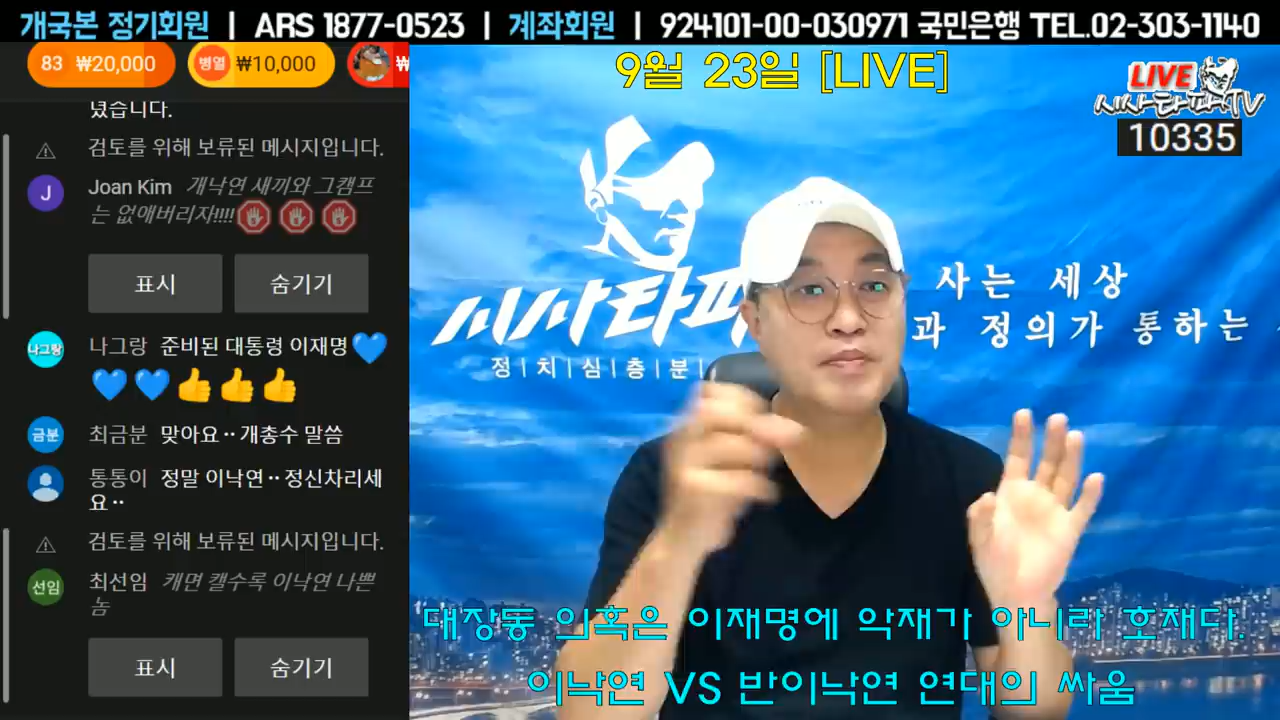 개국본 정기회원 | ARS 1877-0523 | 계좌회원 | 924101-00-030971 국민은행 TEL.02-303-1140
83 ₩20,000 병열 ₩10,000 ₩
9월 23일 [LIVE]
LIVE
시사타파TV
10335
렸습니다.
검토를 위해 보류된 메시지입니다.
J Joan Kim 개낙연 새끼와 그캠프
는 없애버리자!!!!
표시 숨기기
나그랑 나그랑 준비된 대통령 이재명💙
💙💙👍👍👍
금분 최금분 맞아요··개총수 말씀
통통이 정말 이낙연··정신차리세
요··
검토를 위해 보류된 메시지입니다.
선임 최선임 캐면 캘수록 이낙연 나쁜
놈
표시 숨기기
시사타파
정|치|심|층|분|
사는 세상
과 정의가 통하는
대장동 의혹은 이재명에 악재가 아니라 호재다.
이낙연 VS 반이낙연 연대의 싸움